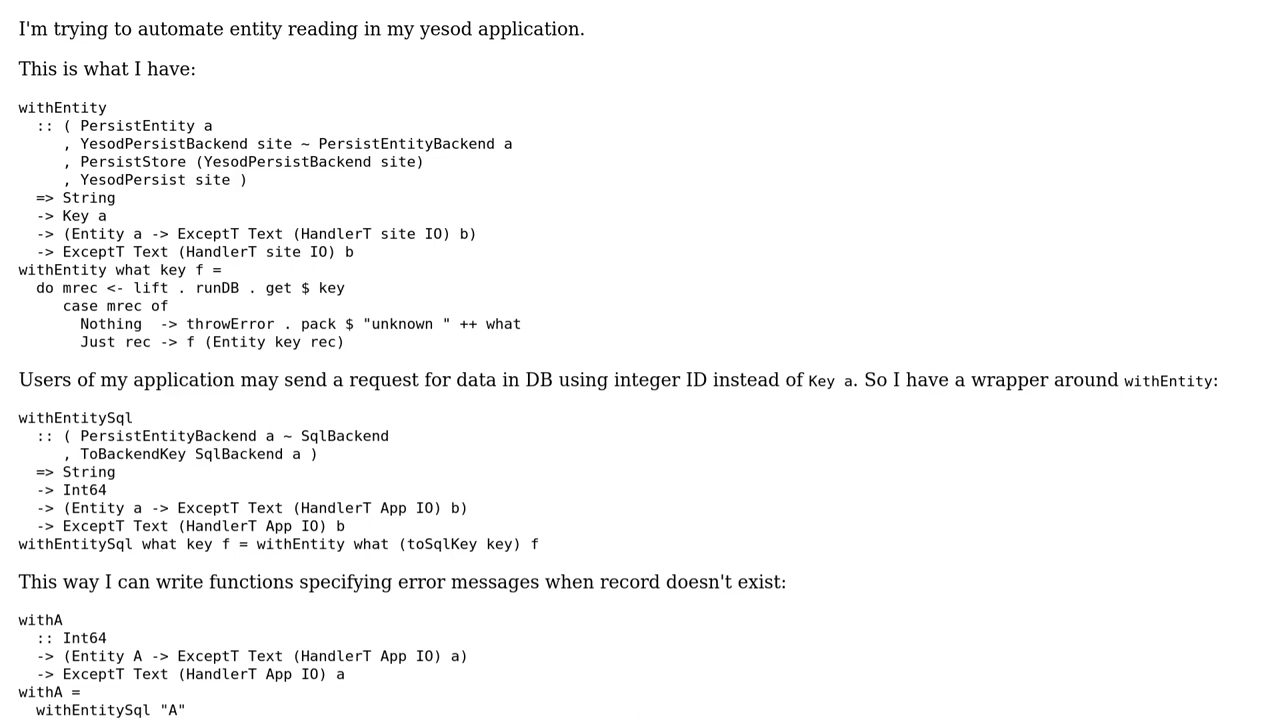 I'm trying to automate entity reading in my yesod application.
This is what I have:
withEntity
  :: ( PersistEntity a
     , YesodPersistBackend site ~ PersistEntityBackend a
     , PersistStore (YesodPersistBackend site)
     , YesodPersist site )
  => String
  -> Key a
  -> (Entity a -> ExceptT Text (HandlerT site IO) b)
  -> ExceptT Text (HandlerT site IO) b
withEntity what key f =
  do mrec <- lift . runDB . get $ key
     case mrec of
       Nothing  -> throwError . pack $ "unknown " ++ what
       Just rec -> f (Entity key rec)
Users of my application may send a request for data in DB using integer ID instead of Key a. So I have a wrapper around withEntity:
withEntitySql
  :: ( PersistEntityBackend a ~ SqlBackend
     , ToBackendKey SqlBackend a )
  => String
  -> Int64
  -> (Entity a -> ExceptT Text (HandlerT App IO) b)
  -> ExceptT Text (HandlerT App IO) b
withEntitySql what key f = withEntity what (toSqlKey key) f
This way I can write functions specifying error messages when record doesn't exist:
withA
  :: Int64
  -> (Entity A -> ExceptT Text (HandlerT App IO) a)
  -> ExceptT Text (HandlerT App IO) a
withA =
  withEntitySql "A"